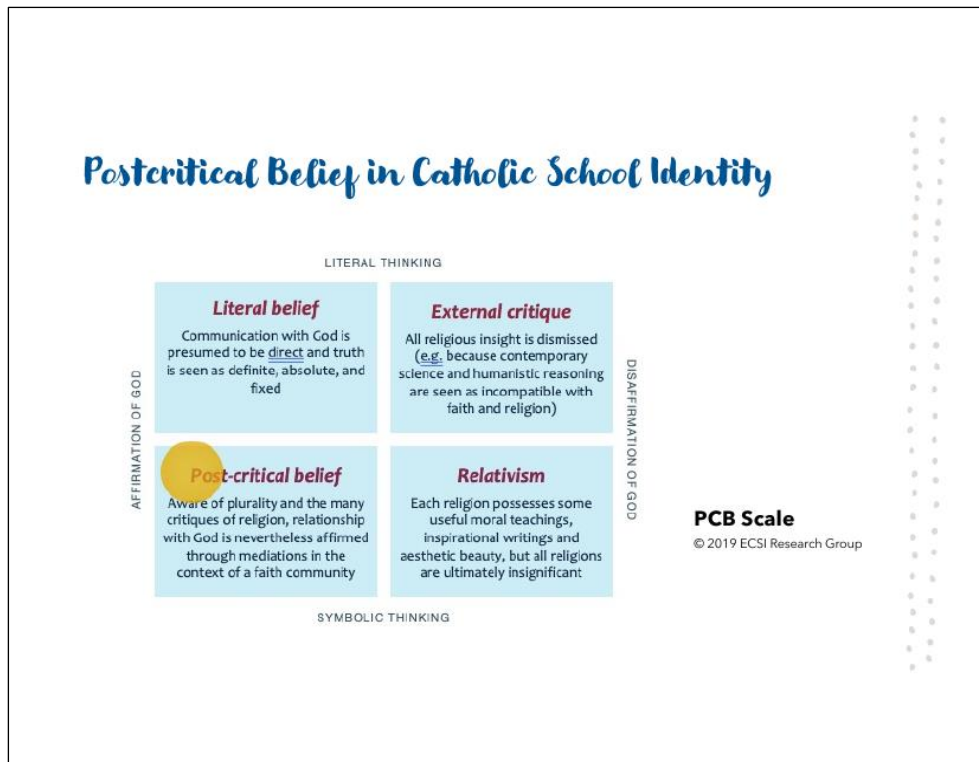 Postcritical Belief in Catholic School Identity
LITERAL THINKING
AFFIRMATION OF GOD
Literal belief
Communication with God is
presumed to be direct and truth
is seen as definite, absolute, and
fixed
External critique
All religious insight is dismissed
(e.g. because contemporary
science and humanistic reasoning
are seen as incompatible with
faith and religion)
DISAFFIRMATION OF GOD
Post-critical belief
Aware of plurality and the many
critiques of religion, relationship
with God is nevertheless affirmed
through mediations in the
context of a faith community
Relativism
Each religion possesses some
useful moral teachings,
inspirational writings and
aesthetic beauty, but all religions
are ultimately insignificant
SYMBOLIC THINKING
PCB Scale
© 2019 ECSI Research Group